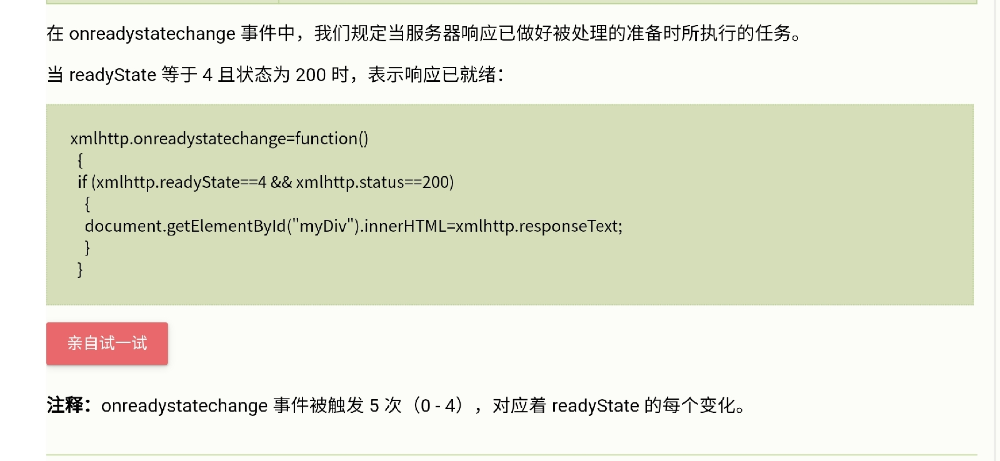 在 onreadystatechange 事件中，我们规定当服务器响应已做好被处理的准备时所执行的任务。
当 readyState 等于 4 且状态为 200 时，表示响应已就绪：
xmlhttp.onreadystatechange=function()
{
if (xmlhttp.readyState==4 && xmlhttp.status==200)
{
document.getElementById("myDiv").innerHTML=xmlhttp.responseText;
}
}
亲自试一试
注释：onreadystatechange 事件被触发 5 次（0 - 4），对应着 readyState 的每个变化。